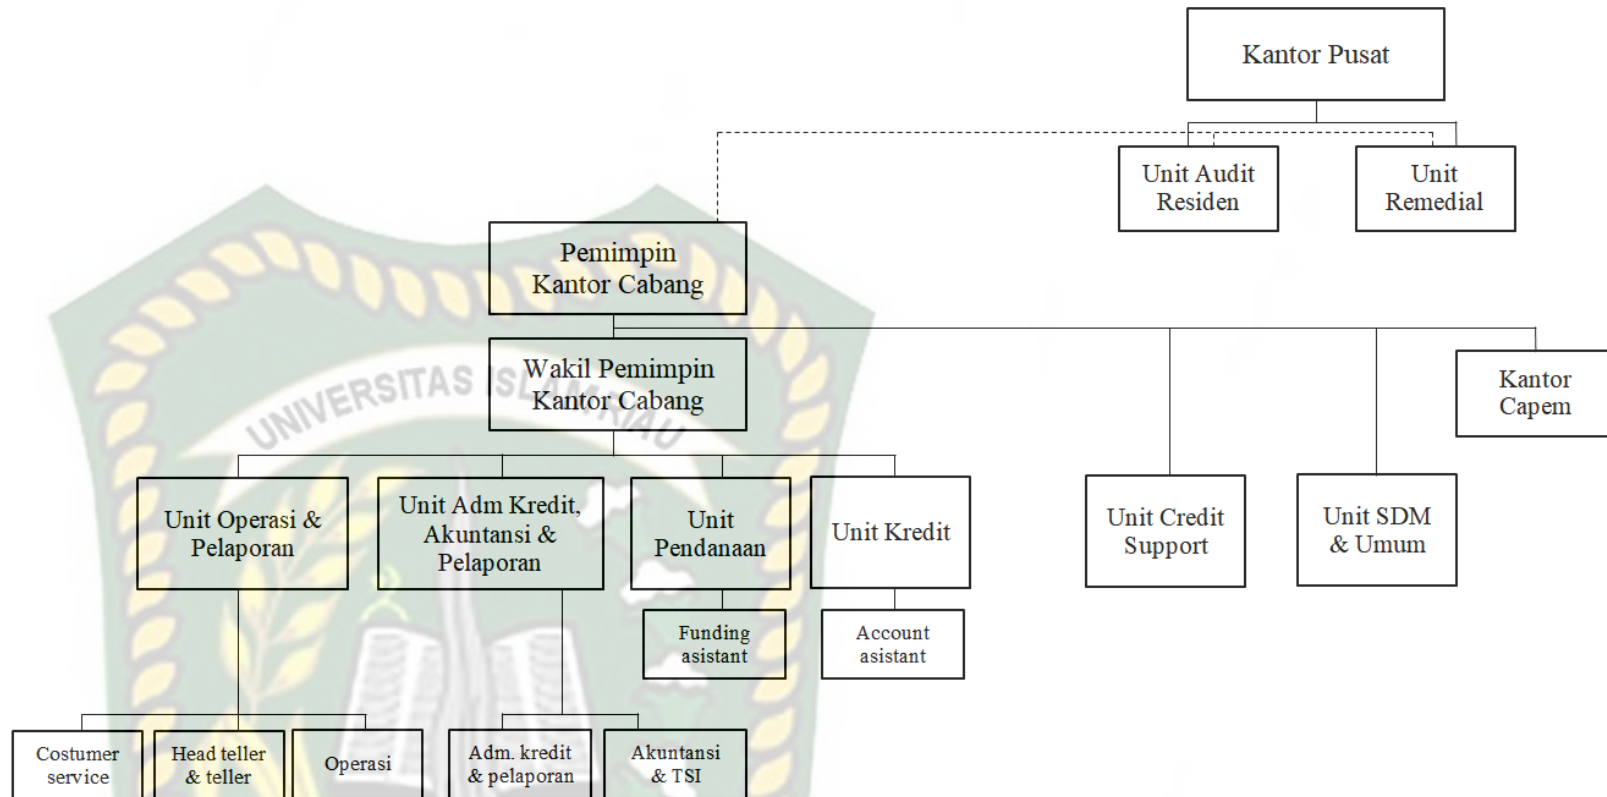 Kantor Pusat
Unit Audit
Residen
Unit
Remedial
Pemimpin
Kantor Cabang
Wakil Pemimpin
Kantor Cabang
Kantor
Capem
UNIVERSITAS ISLAM RIAU
Unit Operasi &
Pelaporan
Unit Adm Kredit,
Akuntansi &
Pelaporan
Unit
Pendanaan
Unit Kredit
Unit Credit
Support
Unit SDM
& Umum
Funding
asistant
Account
asistant
Costumer
service
Head teller
& teller
Operasi
Adm. kredit
& pelaporan
Akuntansi
& TSI